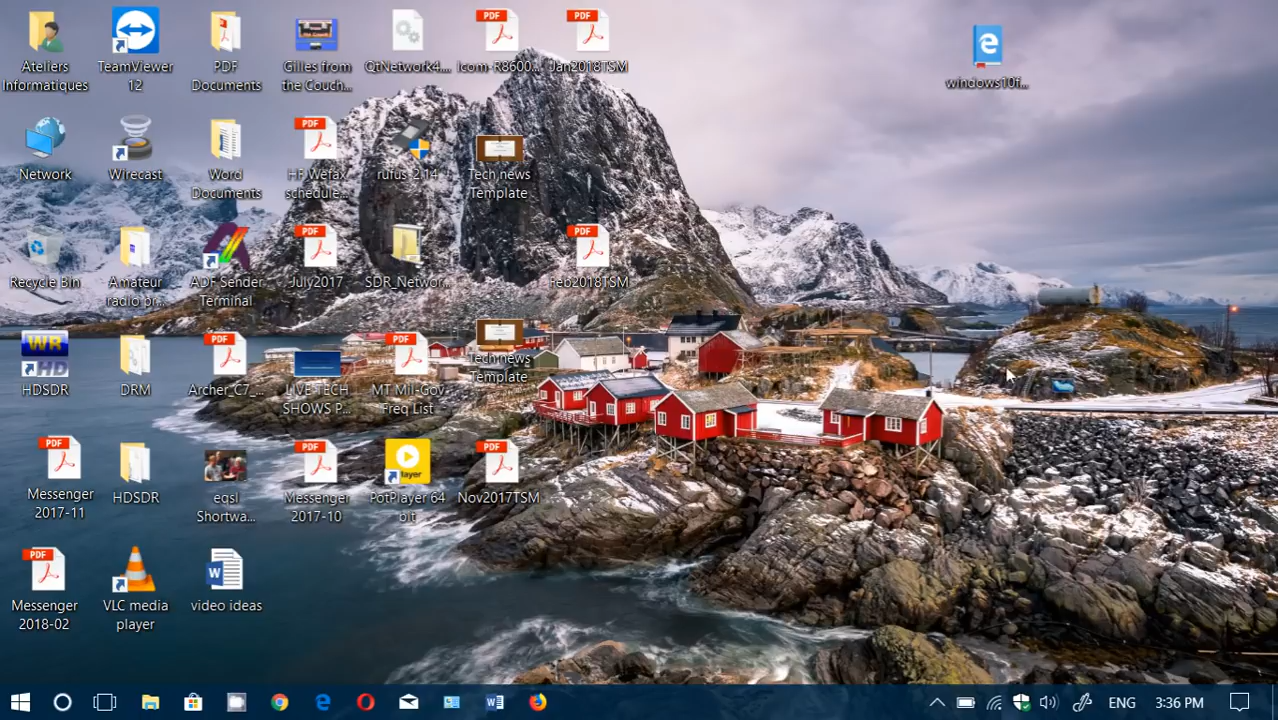 Ateliers
Informatiques
TeamViewer
12
PDF
Documents
Gilles from
the Couch...
QtNetwork4....
PDF
Icom-R8600...
PDF
Jan2018TSM
windows10f...
Network
Wirecast
Word
Documents
PDF
HF Wefax
schedule...
rufus-2.14
Tech news
Template
Recycle Bin
Amateur
radio pr...
ADF Sender
Terminal
PDF
July2017
SDR_Networ...
PDF
Feb2018TSM
WR
HD
HDSDR
DRM
PDF
Archer_C7_...
LIVE TECH
SHOWS P...
PDF
MT Mil-Gov
Freq List
Tech news
Template
PDF
Messenger
2017-11
HDSDR
eqsl
Shortwa...
PDF
Messenger
2017-10
Player
PotPlayer 64
bit
PDF
Nov2017TSM
PDF
Messenger
2018-02
VLC media
player
W
video ideas
ENG
3:36 PM